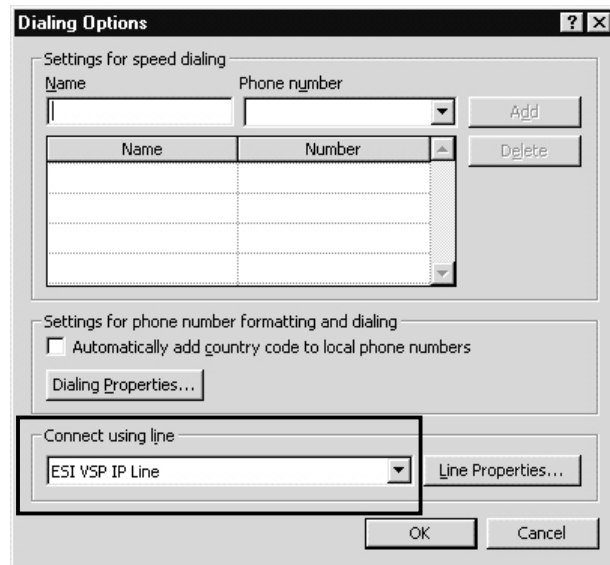 Dialing Options
Settings for speed dialing
Name Phone number
Add
Name Number
Delete
Settings for phone number formatting and dialing
Automatically add country code to local phone numbers
Dialing Properties...
Connect using line
ESI VSP IP Line
Line Properties...
OK Cancel